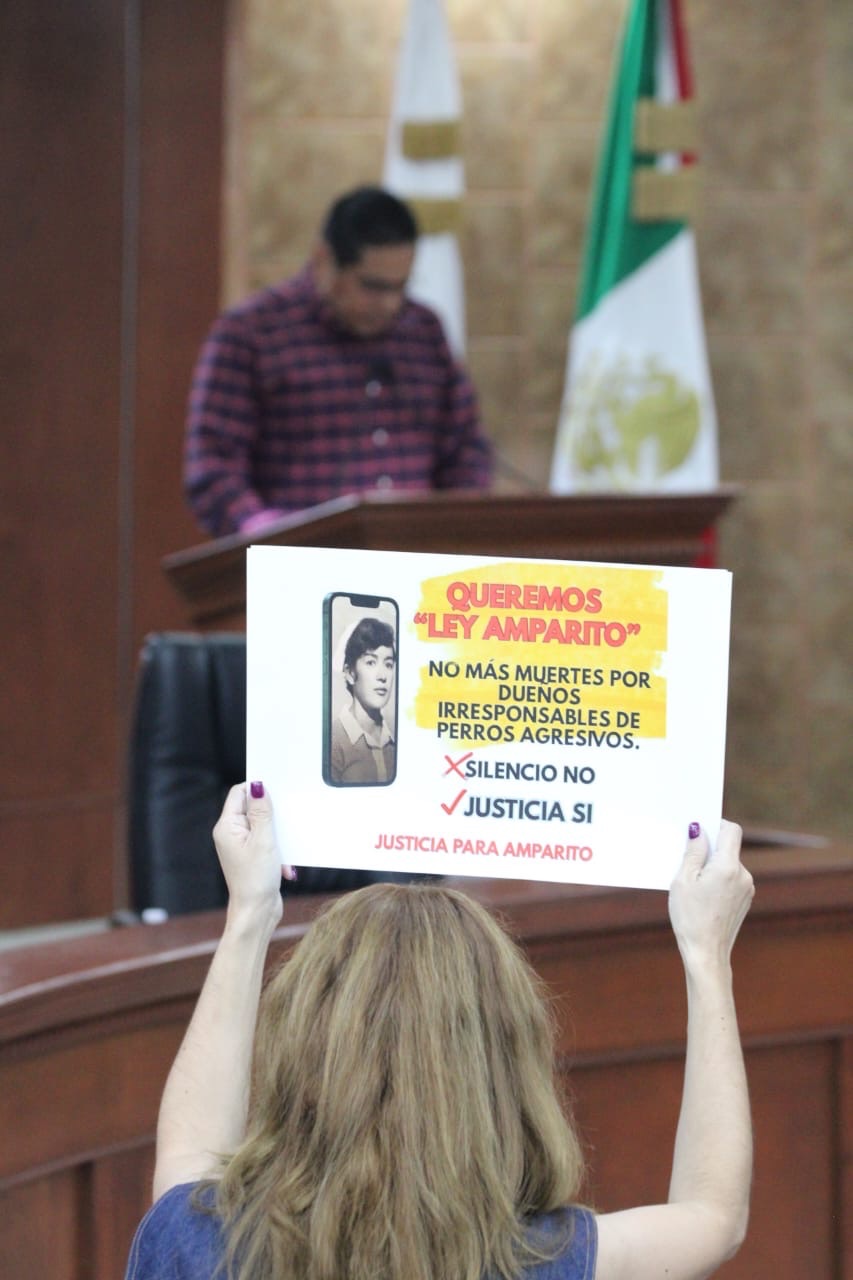 QUEREMOS
“LEY AMPARITO”
NO MÁS MUERTES POR
DUEÑOS
IRRESPONSABLES DE
PERROS AGRESIVOS.
SILENCIO NO
JUSTICIA SI
JUSTICIA PARA AMPARITO